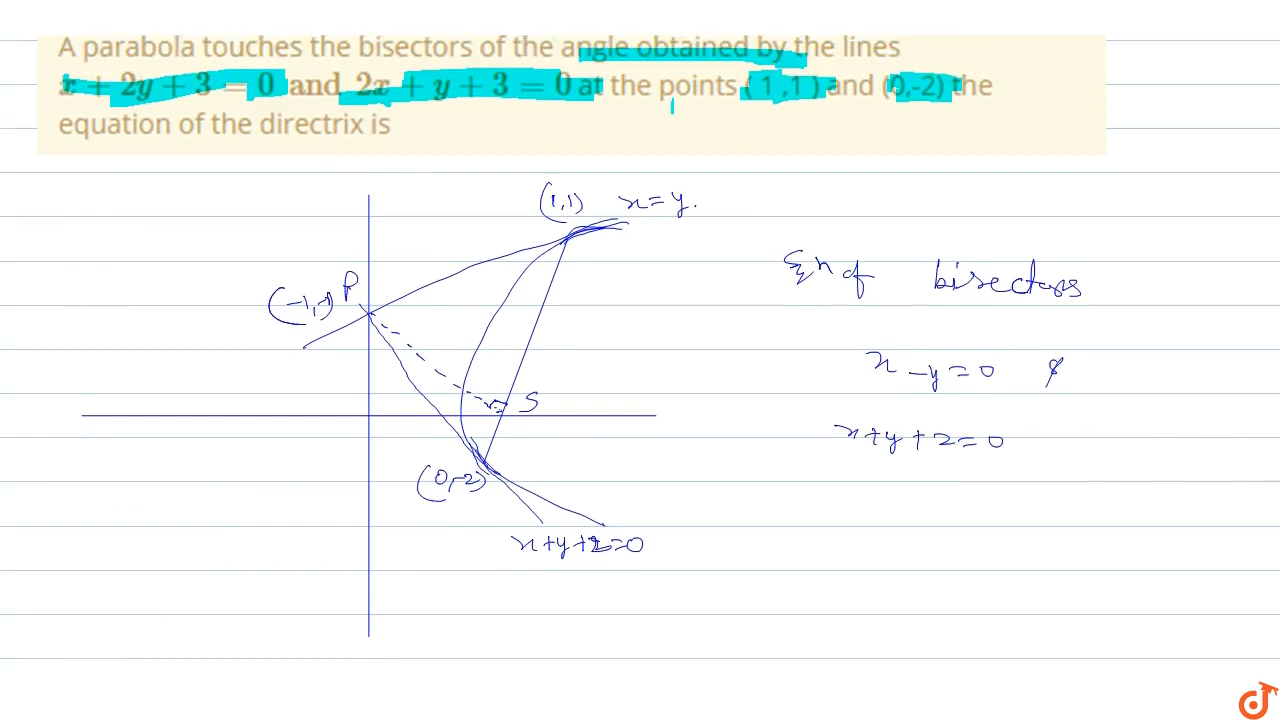 A parabola touches the bisectors of the angle obtained by the lines
x + 2y + 3 = 0 and 2x + y + 3 = 0 at the points ( 1 ,1 ) and (0,-2) the
equation of the directrix is
(1,1) x=y.
Eqn of bisectors
P
(-1,-1)
x-y=0 &
S
x+y+2=0
(0,-2)
x+y+2=0
d